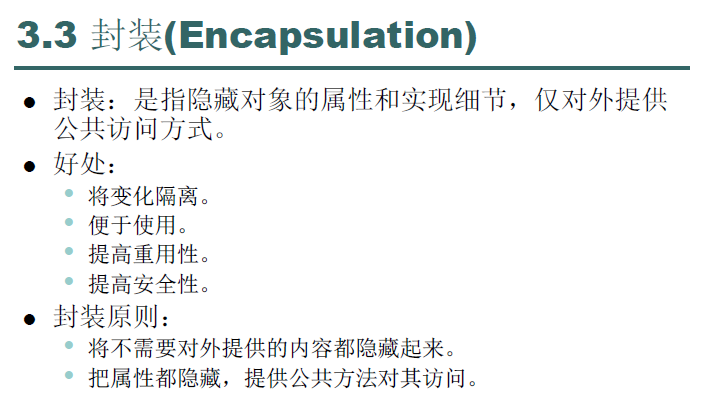 3.3 封装(Encapsulation)
● 封装：是指隐藏对象的属性和实现细节，仅对外提供
公共访问方式。
● 好处：
• 将变化隔离。
• 便于使用。
• 提高重用性。
• 提高安全性。
● 封装原则：
• 将不需要对外提供的内容都隐藏起来。
• 把属性都隐藏，提供公共方法对其访问。